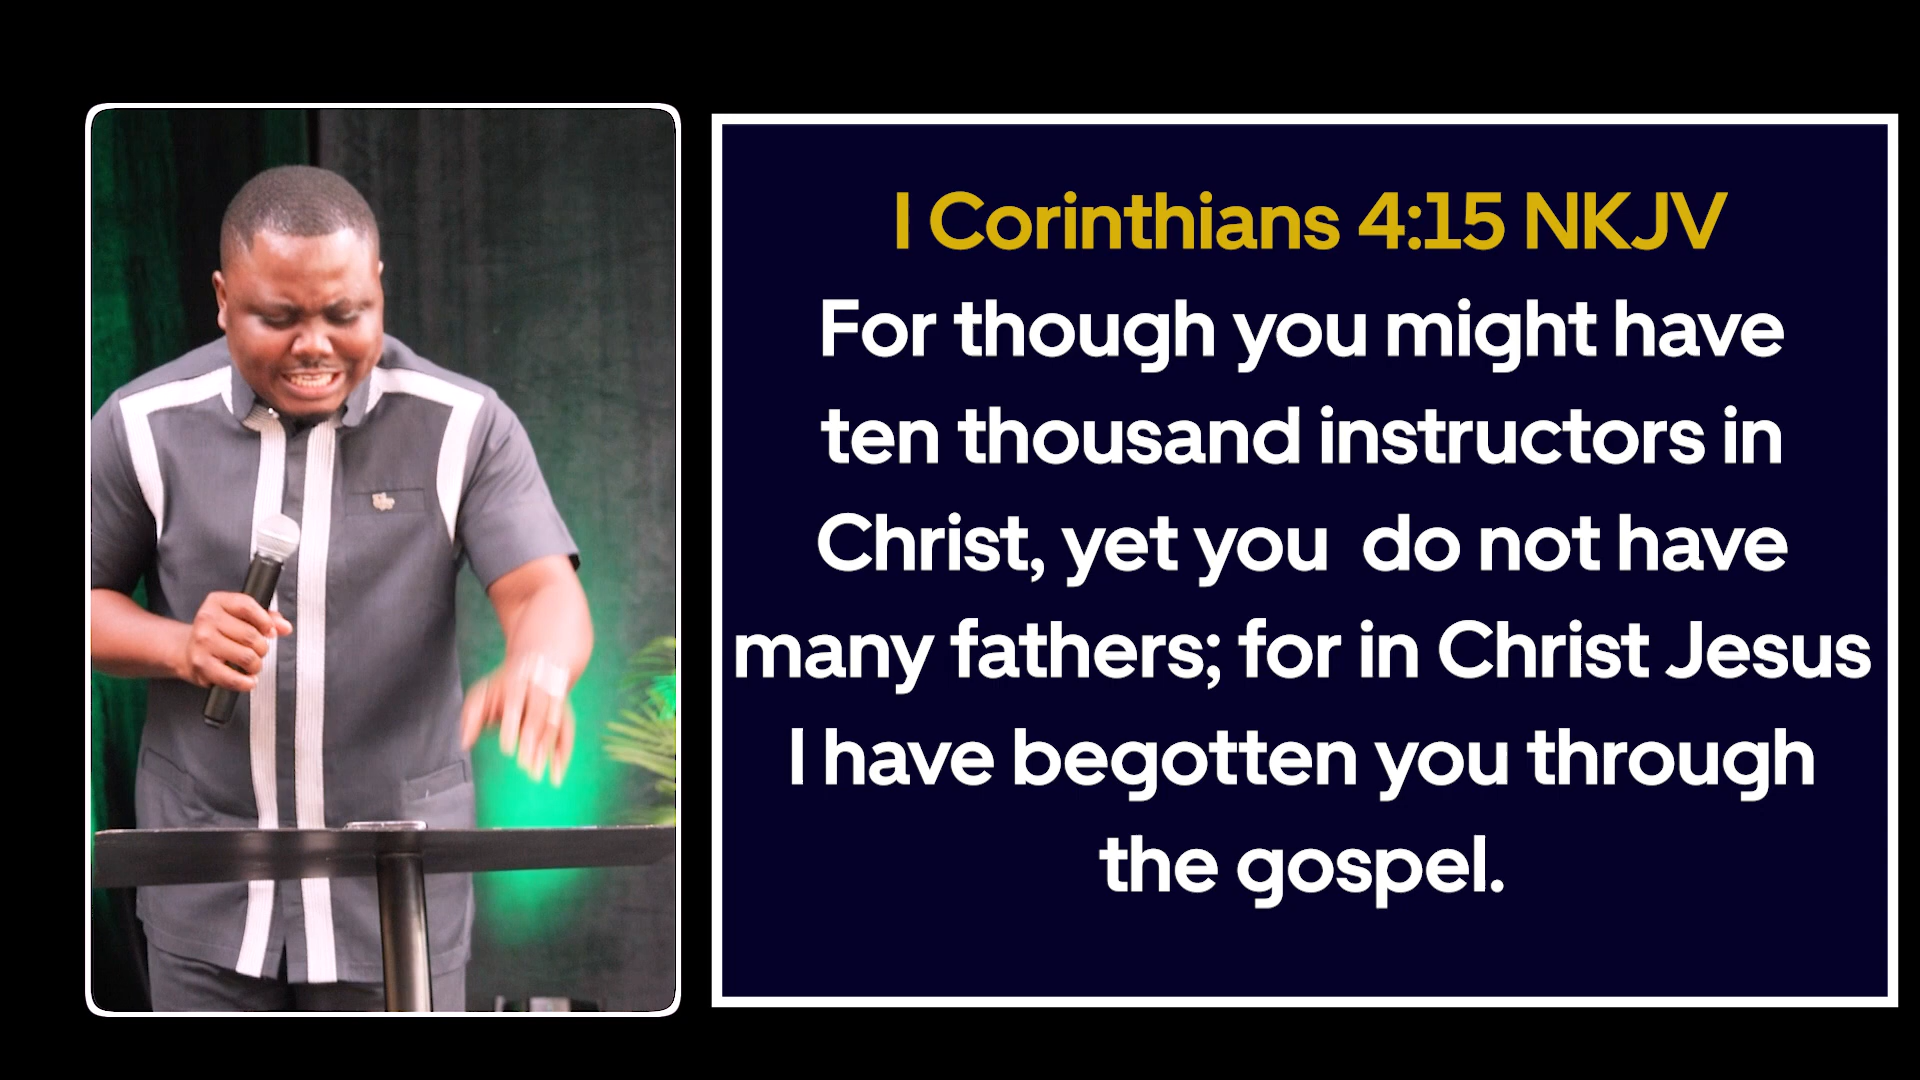 I Corinthians 4:15 NKJV
For though you might have
ten thousand instructors in
Christ, yet you  do not have
many fathers; for in Christ Jesus
I have begotten you through
the gospel.